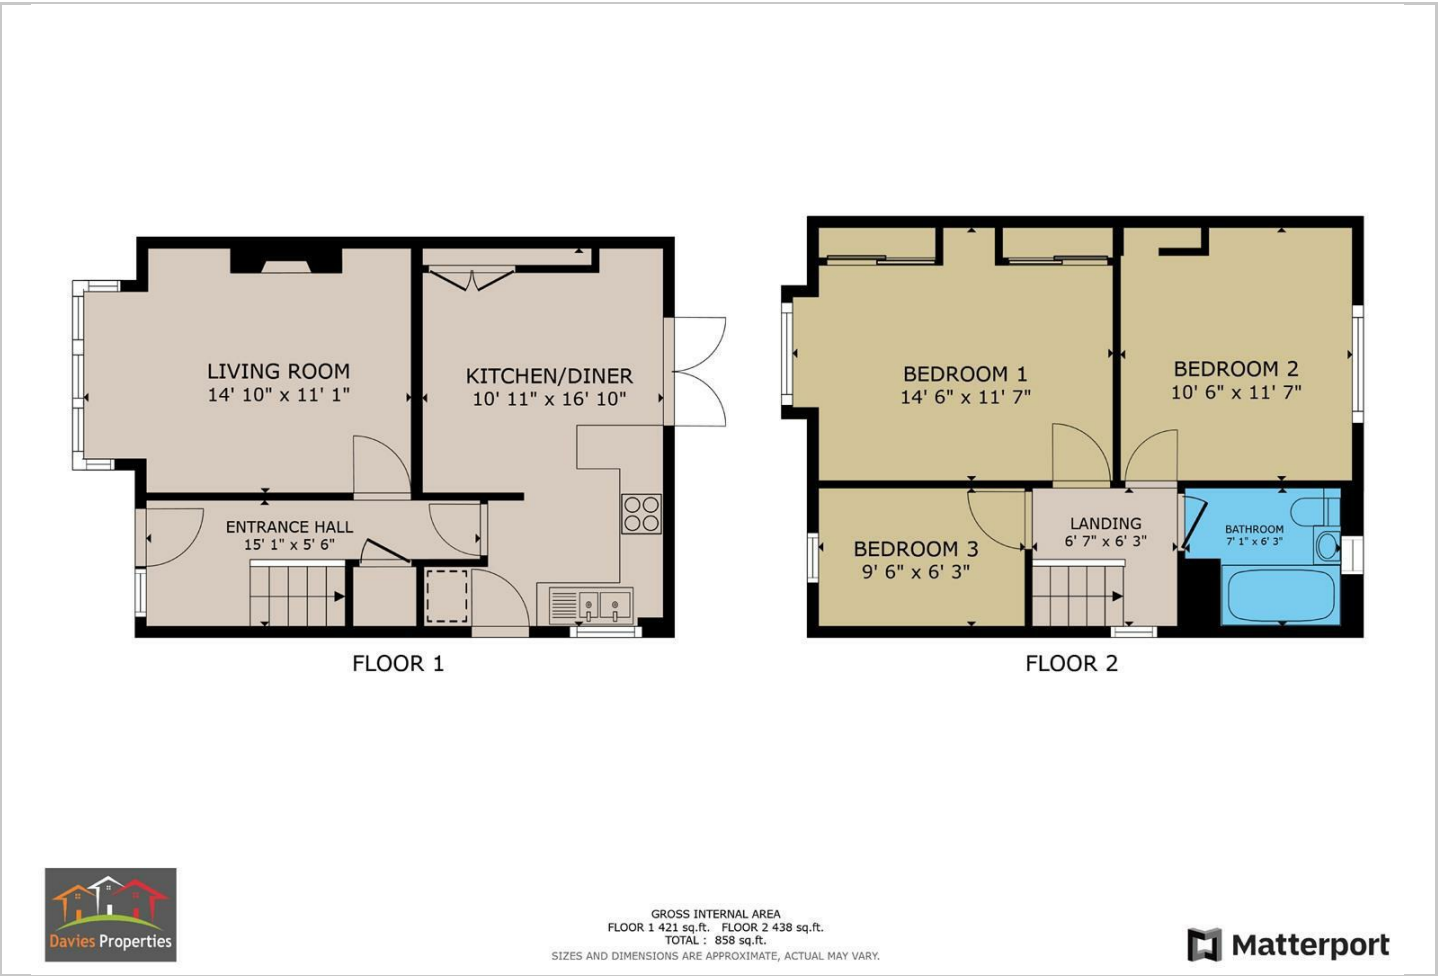 LIVING ROOM
14' 10" x 11' 1"
KITCHEN/DINER
10' 11" x 16' 10"
ENTRANCE HALL
15' 1" x 5' 6"
FLOOR 1
BEDROOM 1
14' 6" x 11' 7"
BEDROOM 2
10' 6" x 11' 7"
BEDROOM 3
9' 6" x 6' 3"
LANDING
6' 7" x 6' 3"
BATHROOM
7' 1" x 6' 3"
FLOOR 2
Davies Properties
GROSS INTERNAL AREA
FLOOR 1 421 sq.ft. FLOOR 2 438 sq.ft.
TOTAL : 858 sq.ft.
SIZES AND DIMENSIONS ARE APPROXIMATE, ACTUAL MAY VARY.
Matterport